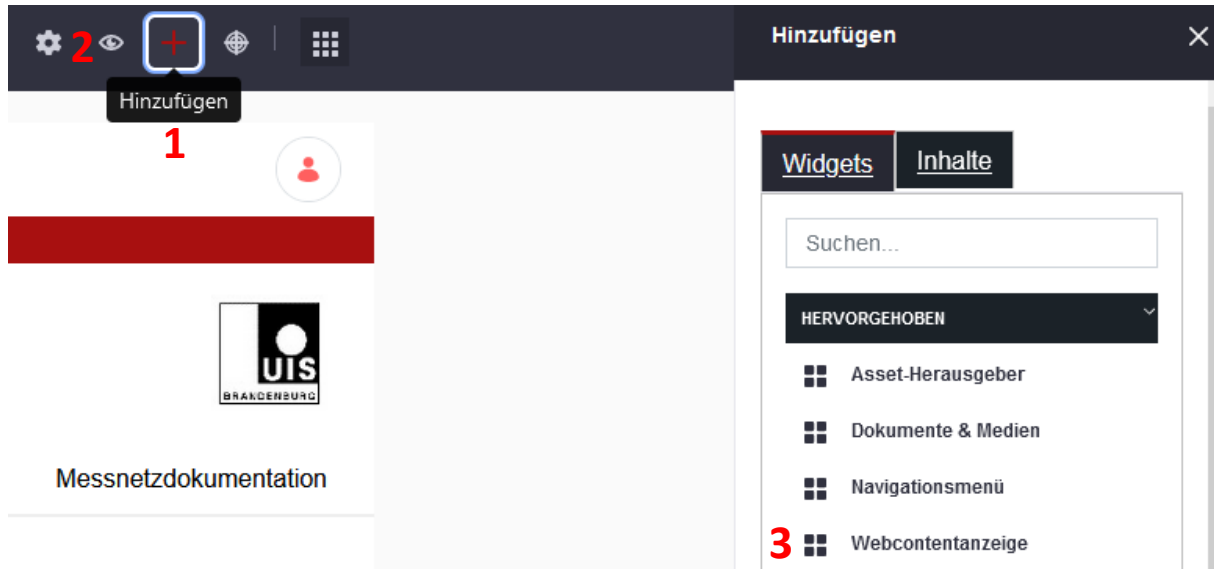 2
Hinzufügen
1
UIS
BRANDENBURG
Messnetzdokumentation
Hinzufügen
Widgets
Inhalte
Suchen...
HERVORGEHOBEN
Asset-Herausgeber
Dokumente & Medien
Navigationsmenü
3 Webcontentanzeige